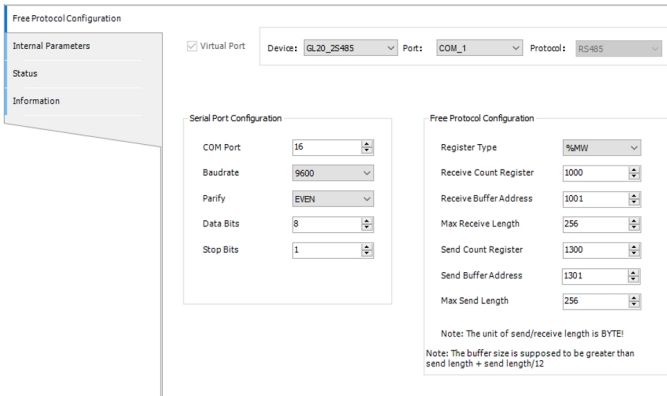 Free Protocol Configuration
Internal Parameters
Status
Information
Virtual Port
Device: GL20_2S485 Port: COM_1 Protocol: RS485
Serial Port Configuration
COM Port 16
Baudrate 9600
Parify EVEN
Data Bits 8
Stop Bits 1
Free Protocol Configuration
Register Type %MW
Receive Count Register 1000
Receive Buffer Address 1001
Max Receive Length 256
Send Count Register 1300
Send Buffer Address 1301
Max Send Length 256
Note: The unit of send/receive length is BYTE!
Note: The buffer size is supposed to be greater than
send length + send length/12